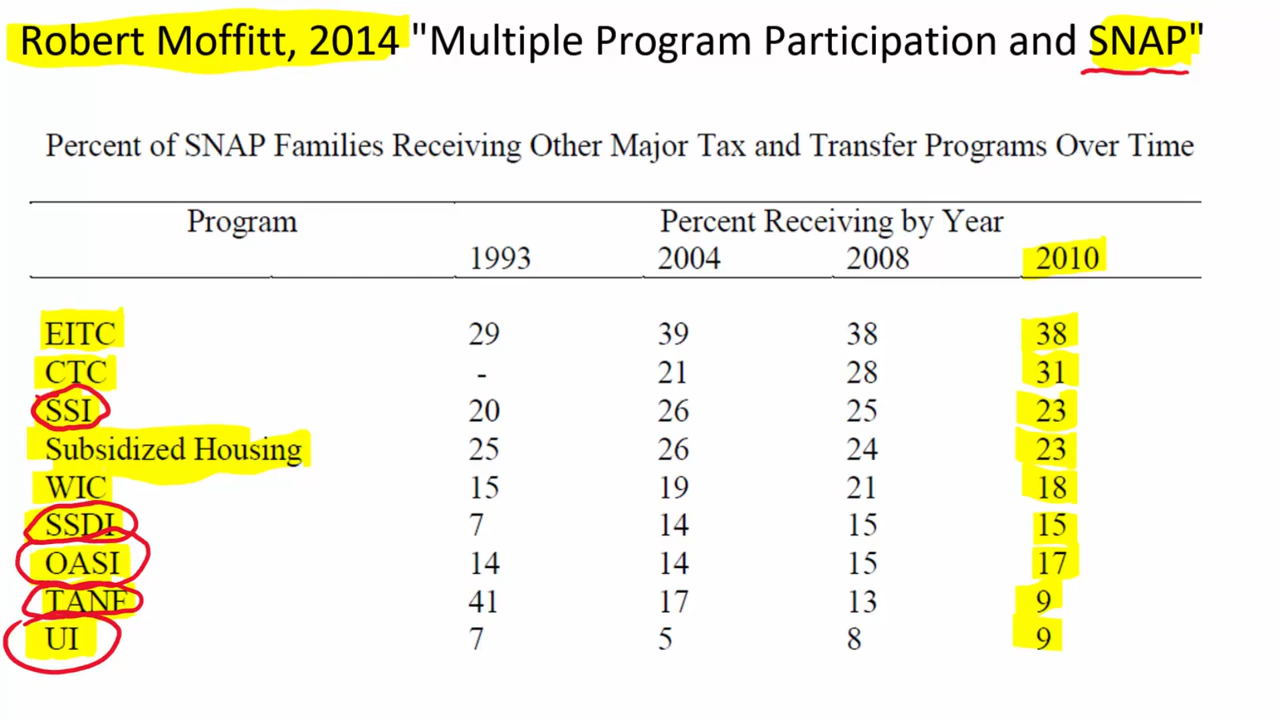 Robert Moffitt, 2014 "Multiple Program Participation and SNAP"
Percent of SNAP Families Receiving Other Major Tax and Transfer Programs Over Time
Program Percent Receiving by Year
1993 2004 2008 2010
EITC 29 39 38 38
CTC - 21 28 31
SSI 20 26 25 23
Subsidized Housing 25 26 24 23
WIC 15 19 21 18
SSDI 7 14 15 15
OASI 14 14 15 17
TANF 41 17 13 9
UI 7 5 8 9